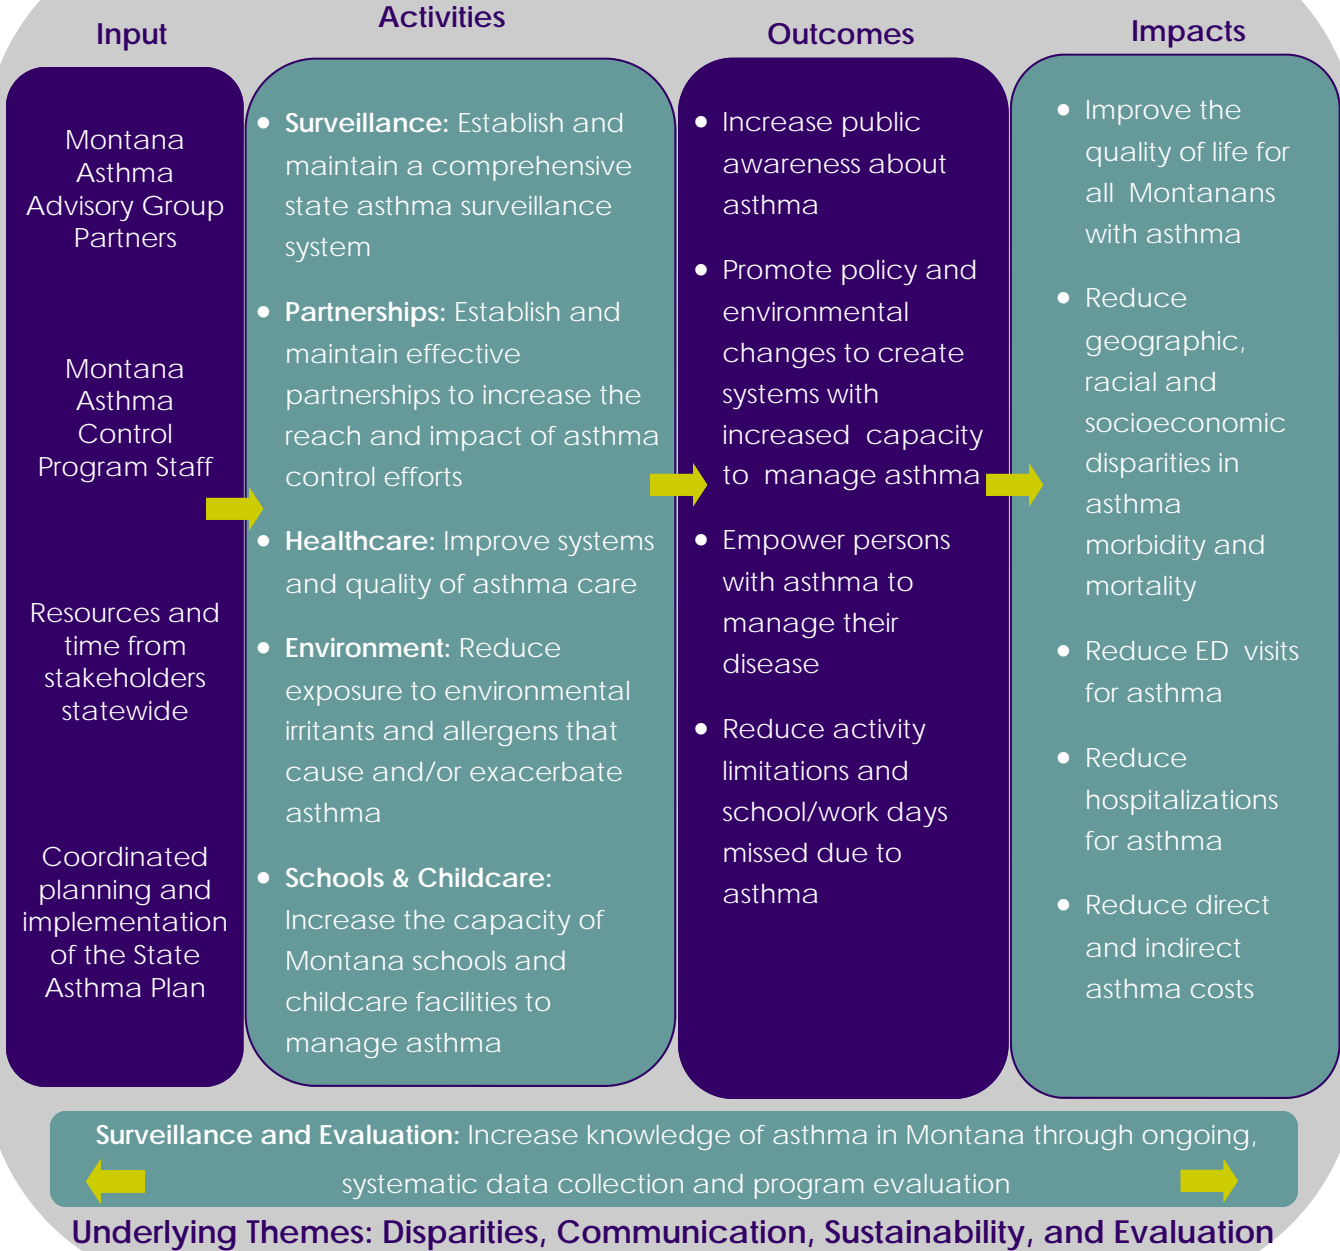 Input
Montana
Asthma
Advisory Group
Partners
Montana
Asthma
Control
Program Staff
Resources and
time from
stakeholders
statewide
Coordinated
planning and
implementation
of the State
Asthma Plan
Activities
• Surveillance: Establish and
maintain a comprehensive
state asthma surveillance
system
• Partnerships: Establish and
maintain effective
partnerships to increase the
reach and impact of asthma
control efforts
• Healthcare: Improve systems
and quality of asthma care
• Environment: Reduce
exposure to environmental
irritants and allergens that
cause and/or exacerbate
asthma
• Schools & Childcare:
Increase the capacity of
Montana schools and
childcare facilities to
manage asthma
Outcomes
• Increase public
awareness about
asthma
• Promote policy and
environmental
changes to create
systems with
increased capacity
to manage asthma
• Empower persons
with asthma to
manage their
disease
• Reduce activity
limitations and
school/work days
missed due to
asthma
Impacts
• Improve the
quality of life for
all Montanans
with asthma
• Reduce
geographic,
racial and
socioeconomic
disparities in
asthma
morbidity and
mortality
• Reduce ED visits
for asthma
• Reduce
hospitalizations
for asthma
• Reduce direct
and indirect
asthma costs
Surveillance and Evaluation: Increase knowledge of asthma in Montana through ongoing,
systematic data collection and program evaluation
Underlying Themes: Disparities, Communication, Sustainability, and Evaluation